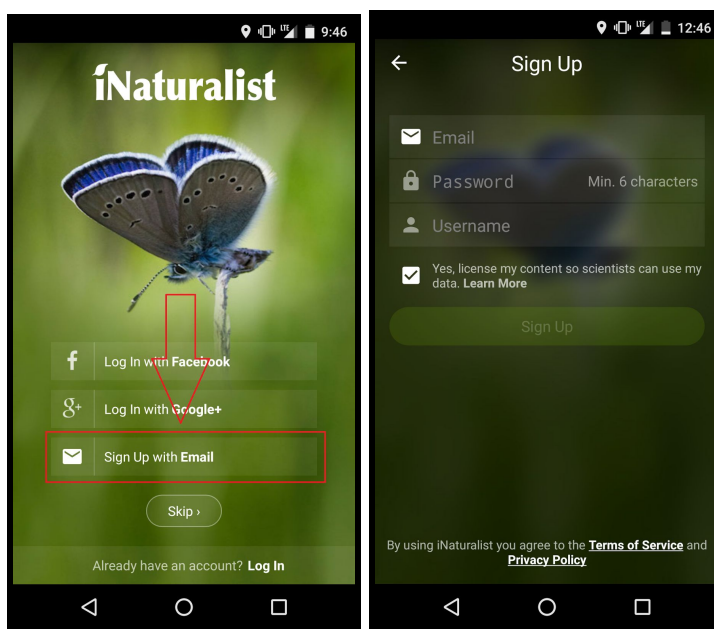 LTE 9:46
iNaturalist
f Log In with Facebook
g+ Log In with Google+
Sign Up with Email
Skip ›
Already have an account? Log In
LTE 12:46
Sign Up
Email
Password Min. 6 characters
Username
Yes, license my content so scientists can use my
data. Learn More
Sign Up
By using iNaturalist you agree to the Terms of Service and
Privacy Policy